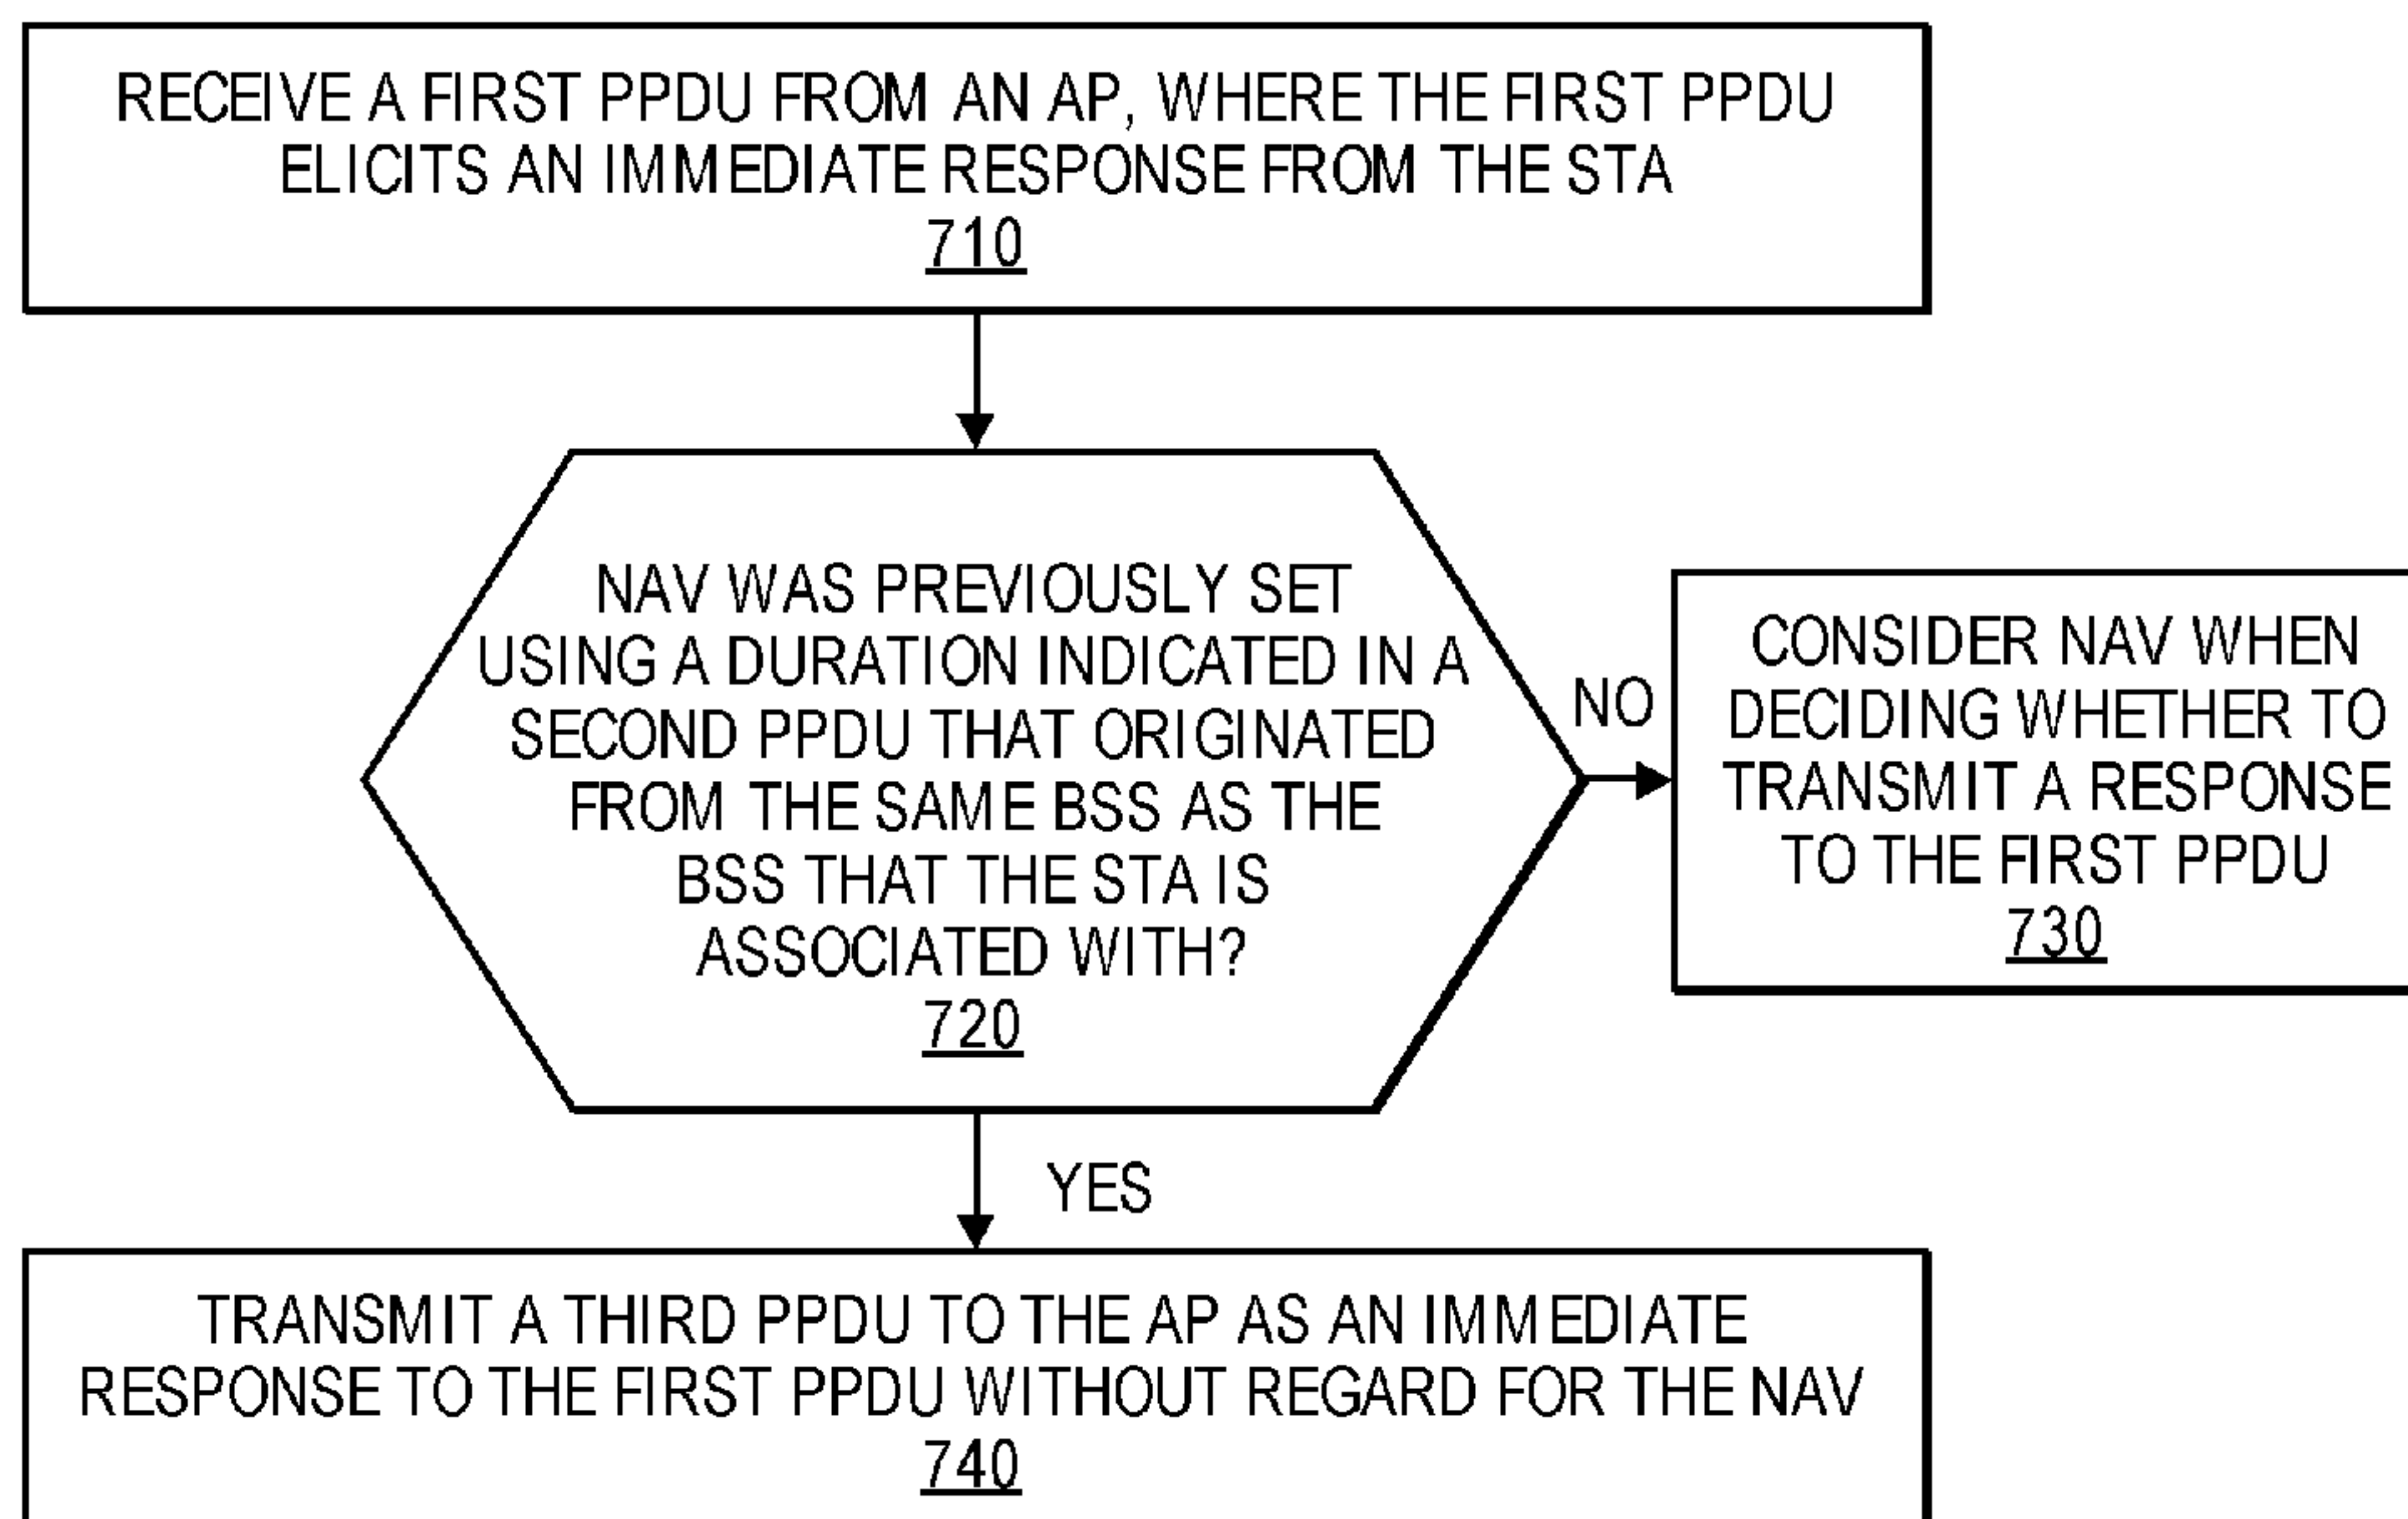 RECEIVE A FIRST PPDU FROM AN AP, WHERE THE FIRST PPDU
ELICITS AN IMMEDIATE RESPONSE FROM THE STA
710
NAV WAS PREVIOUSLY SET
USING A DURATION INDICATED IN A
SECOND PPDU THAT ORIGINATED
FROM THE SAME BSS AS THE
BSS THAT THE STA IS
ASSOCIATED WITH?
720
NO
CONSIDER NAV WHEN
DECIDING WHETHER TO
TRANSMIT A RESPONSE
TO THE FIRST PPDU
730
YES
TRANSMIT A THIRD PPDU TO THE AP AS AN IMMEDIATE
RESPONSE TO THE FIRST PPDU WITHOUT REGARD FOR THE NAV
740